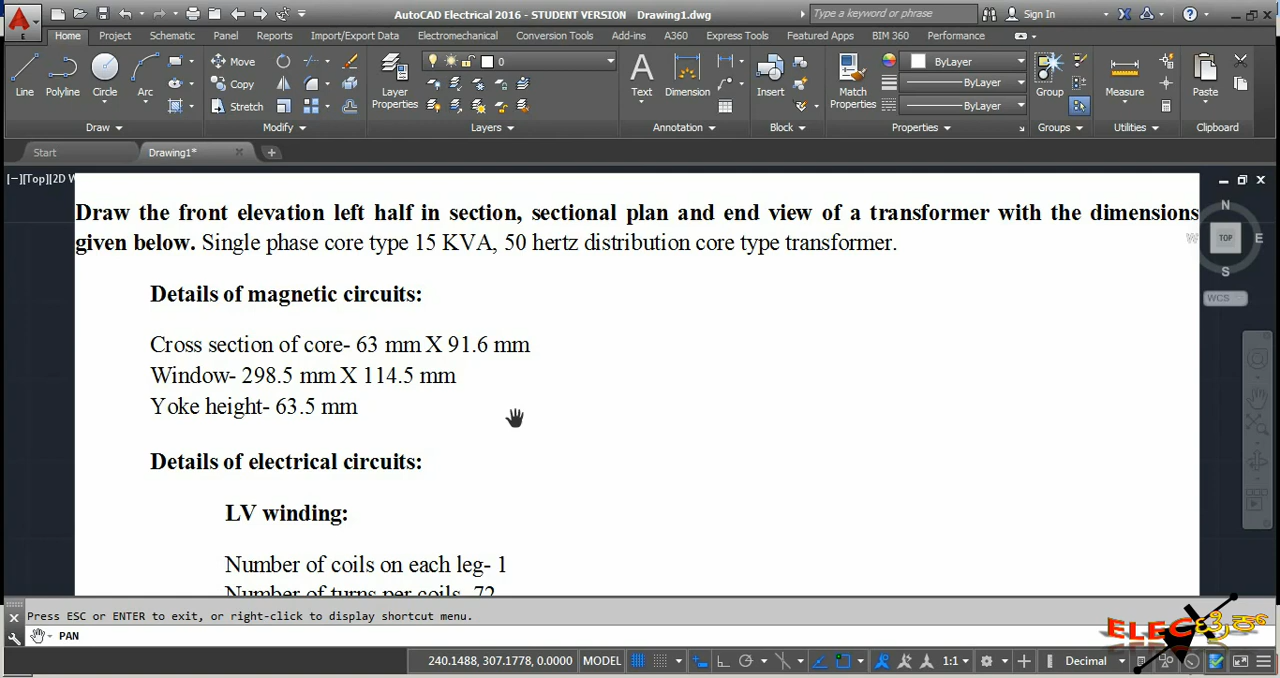 AutoCAD Electrical 2016 - STUDENT VERSION Drawing1.dwg
Type a keyword or phrase
Sign In
Home Project Schematic Panel Reports Import/Export Data Electromechanical Conversion Tools Add-ins A360 Express Tools Featured Apps BIM 360 Performance
Line Polyline Circle Arc
Move
Copy
Stretch
Layer Properties
0
Text Dimension
Insert
Match Properties
ByLayer
ByLayer
ByLayer
Group
Measure
Paste
Draw Modify Layers Annotation Block Properties Groups Utilities Clipboard
Start Drawing1*
[−][Top][2D W
N
W TOP E
S
WCS
Draw the front elevation left half in section, sectional plan and end view of a transformer with the dimensions
given below. Single phase core type 15 KVA, 50 hertz distribution core type transformer.
Details of magnetic circuits:
Cross section of core- 63 mm X 91.6 mm
Window- 298.5 mm X 114.5 mm
Yoke height- 63.5 mm
Details of electrical circuits:
LV winding:
Number of coils on each leg- 1
Number of turns per coils- 72
Press ESC or ENTER to exit, or right-click to display shortcut menu.
PAN
240.1488, 307.1778, 0.0000 MODEL 1:1 Decimal